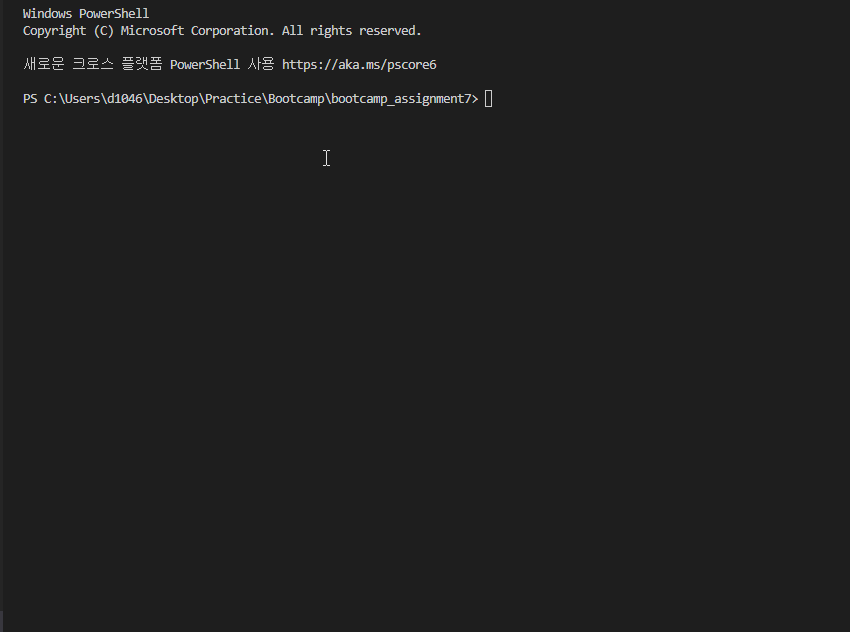 Windows PowerShell
Copyright (C) Microsoft Corporation. All rights reserved.
새로운 크로스 플랫폼 PowerShell 사용 https://aka.ms/pscore6
PS C:\Users\d1046\Desktop\Practice\Bootcamp\bootcamp_assignment7>